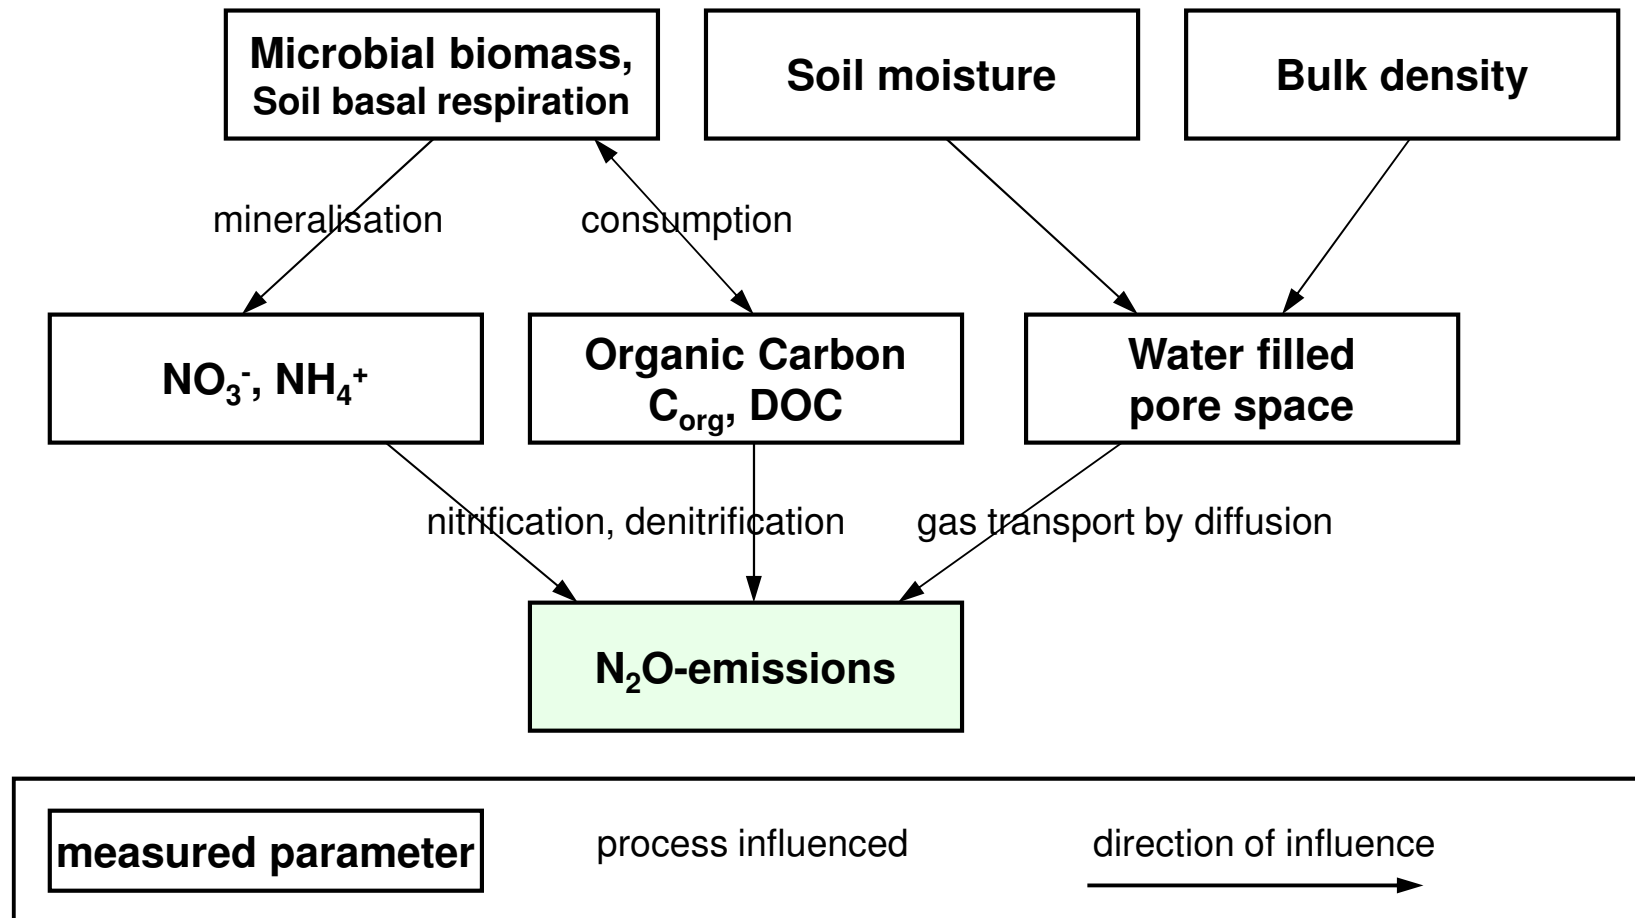 Microbial biomass,
Soil basal respiration
Soil moisture
Bulk density
mineralisation
consumption
NO₃⁻, NH₄⁺
Organic Carbon
C_org, DOC
Water filled
pore space
nitrification, denitrification
gas transport by diffusion
N₂O-emissions
measured parameter
process influenced
direction of influence